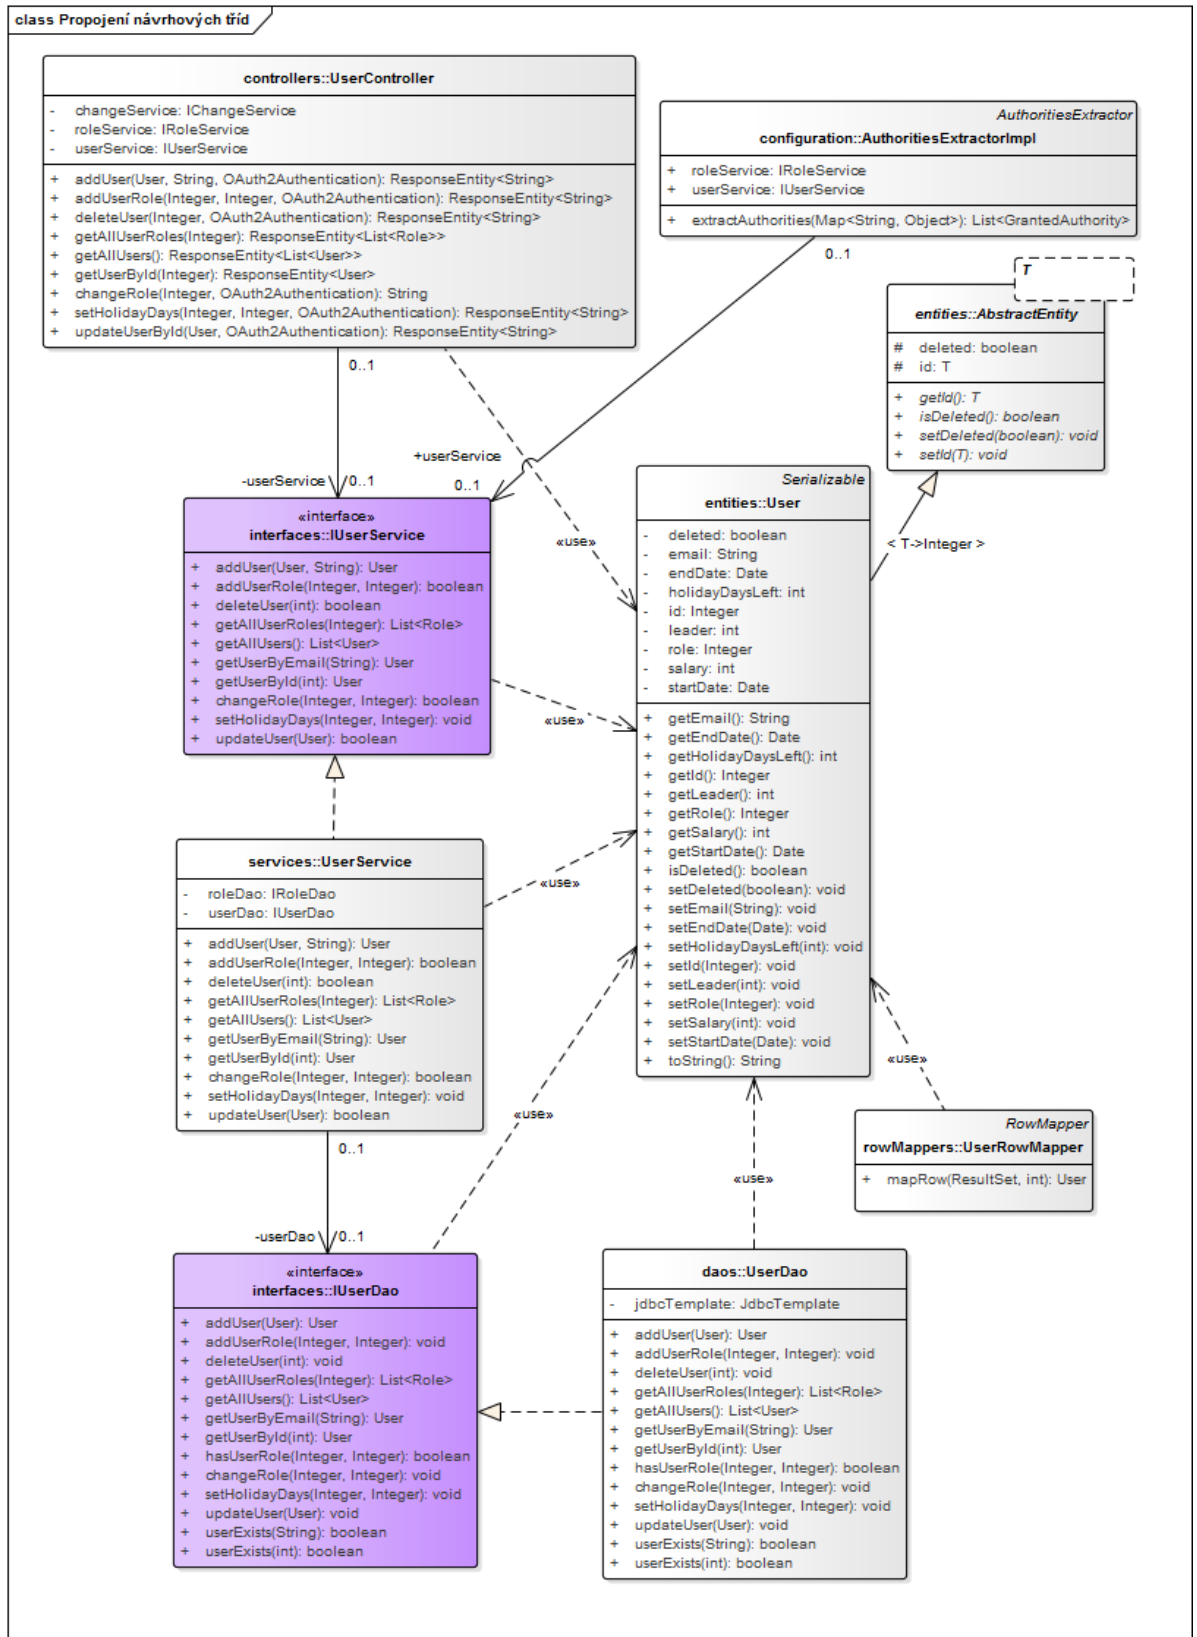 class Propojení návrhových tříd
controllers::UserController
- changeService: IChangeService
- roleService: IRoleService
- userService: IUserService
+ addUser(User, String, OAuth2Authentication): ResponseEntity<String>
+ addUserRole(Integer, Integer, OAuth2Authentication): ResponseEntity<String>
+ deleteUser(Integer, OAuth2Authentication): ResponseEntity<String>
+ getAllUserRoles(Integer): ResponseEntity<List<Role>>
+ getAllUsers(): ResponseEntity<List<User>>
+ getUserById(Integer): ResponseEntity<User>
+ changeRole(Integer, OAuth2Authentication): String
+ setHolidayDays(Integer, Integer, OAuth2Authentication): ResponseEntity<String>
+ updateUserById(User, OAuth2Authentication): ResponseEntity<String>
AuthoritiesExtractor
configuration::AuthoritiesExtractorImpl
+ roleService: IRoleService
+ userService: IUserService
+ extractAuthorities(Map<String, Object>): List<GrantedAuthority>
0..1
T
entities::AbstractEntity
# deleted: boolean
# id: T
+ getId(): T
+ isDeleted(): boolean
+ setDeleted(boolean): void
+ setId(T): void
0..1
+userService
0..1
-userService
0..1
«use»
< T->Integer >
«interface»
interfaces::IUserService
+ addUser(User, String): User
+ addUserRole(Integer, Integer): boolean
+ deleteUser(int): boolean
+ getAllUserRoles(Integer): List<Role>
+ getAllUsers(): List<User>
+ getUserByEmail(String): User
+ getUserById(int): User
+ changeRole(Integer, Integer): boolean
+ setHolidayDays(Integer, Integer): void
+ updateUser(User): boolean
«use»
Serializable
entities::User
- deleted: boolean
- email: String
- endDate: Date
- holidayDaysLeft: int
- id: Integer
- leader: int
- role: Integer
- salary: int
- startDate: Date
+ getEmail(): String
+ getEndDate(): Date
+ getHolidayDaysLeft(): int
+ getId(): Integer
+ getLeader(): int
+ getRole(): Integer
+ getSalary(): int
+ getStartDate(): Date
+ isDeleted(): boolean
+ setDeleted(boolean): void
+ setEmail(String): void
+ setEndDate(Date): void
+ setHolidayDaysLeft(int): void
+ setId(Integer): void
+ setLeader(int): void
+ setRole(Integer): void
+ setSalary(int): void
+ setStartDate(Date): void
+ toString(): String
services::UserService
- roleDao: IRoleDao
- userDao: IUserDao
+ addUser(User, String): User
+ addUserRole(Integer, Integer): boolean
+ deleteUser(int): boolean
+ getAllUserRoles(Integer): List<Role>
+ getAllUsers(): List<User>
+ getUserByEmail(String): User
+ getUserById(int): User
+ changeRole(Integer, Integer): boolean
+ setHolidayDays(Integer, Integer): void
+ updateUser(User): boolean
«use»
«use»
«use»
«use»
RowMapper
rowMappers::UserRowMapper
+ mapRow(ResultSet, int): User
0..1
-userDao
0..1
«interface»
interfaces::IUserDao
+ addUser(User): User
+ addUserRole(Integer, Integer): void
+ deleteUser(int): void
+ getAllUserRoles(Integer): List<Role>
+ getAllUsers(): List<User>
+ getUserByEmail(String): User
+ getUserById(int): User
+ hasUserRole(Integer, Integer): boolean
+ changeRole(Integer, Integer): void
+ setHolidayDays(Integer, Integer): void
+ updateUser(User): void
+ userExists(String): boolean
+ userExists(int): boolean
daos::UserDao
- jdbcTemplate: JdbcTemplate
+ addUser(User): User
+ addUserRole(Integer, Integer): void
+ deleteUser(int): void
+ getAllUserRoles(Integer): List<Role>
+ getAllUsers(): List<User>
+ getUserByEmail(String): User
+ getUserById(int): User
+ hasUserRole(Integer, Integer): boolean
+ changeRole(Integer, Integer): void
+ setHolidayDays(Integer, Integer): void
+ updateUser(User): void
+ userExists(String): boolean
+ userExists(int): boolean